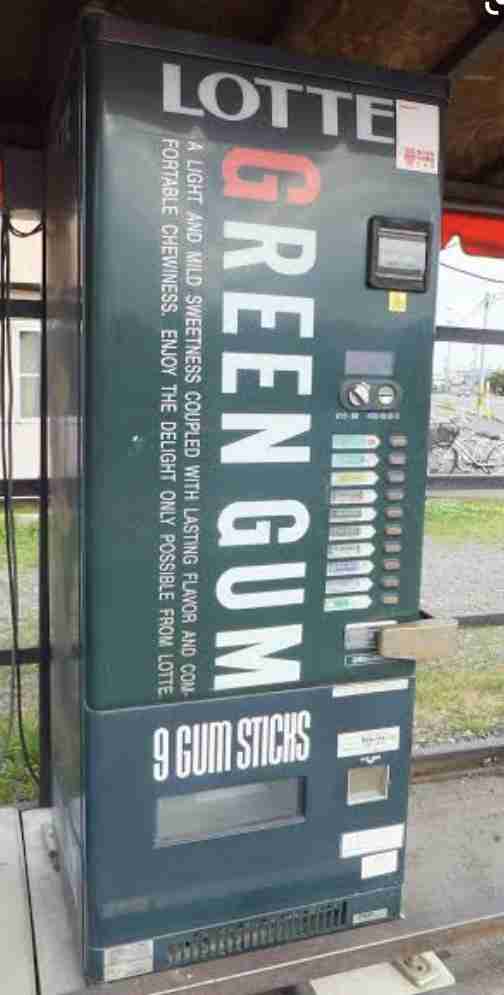 LOTTE
GREEN GUM
A LIGHT AND MILD SWEETNESS COUPLED WITH LASTING FLAVOR AND COM-
FORTABLE CHEWINESS. ENJOY THE DELIGHT ONLY POSSIBLE FROM LOTTE.
9 GUM STICKS